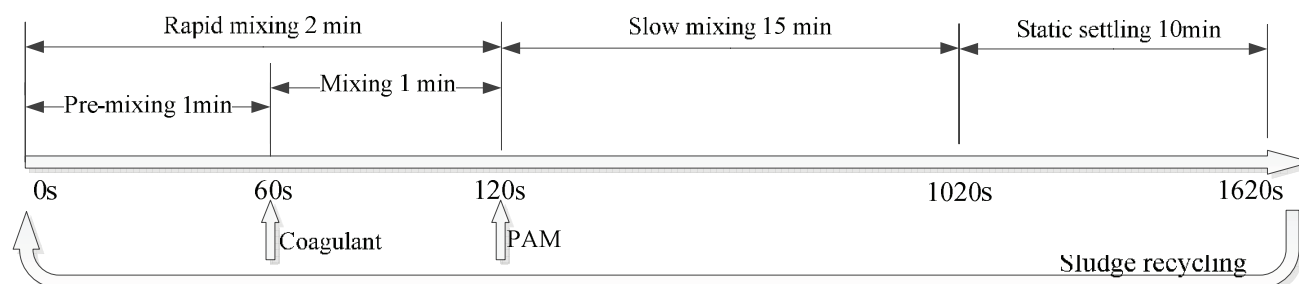 Rapid mixing 2 min
Slow mixing 15 min
Static settling 10min
Mixing 1 min
Pre-mixing 1min
0s
60s
120s
1020s
1620s
Coagulant
PAM
Sludge recycling